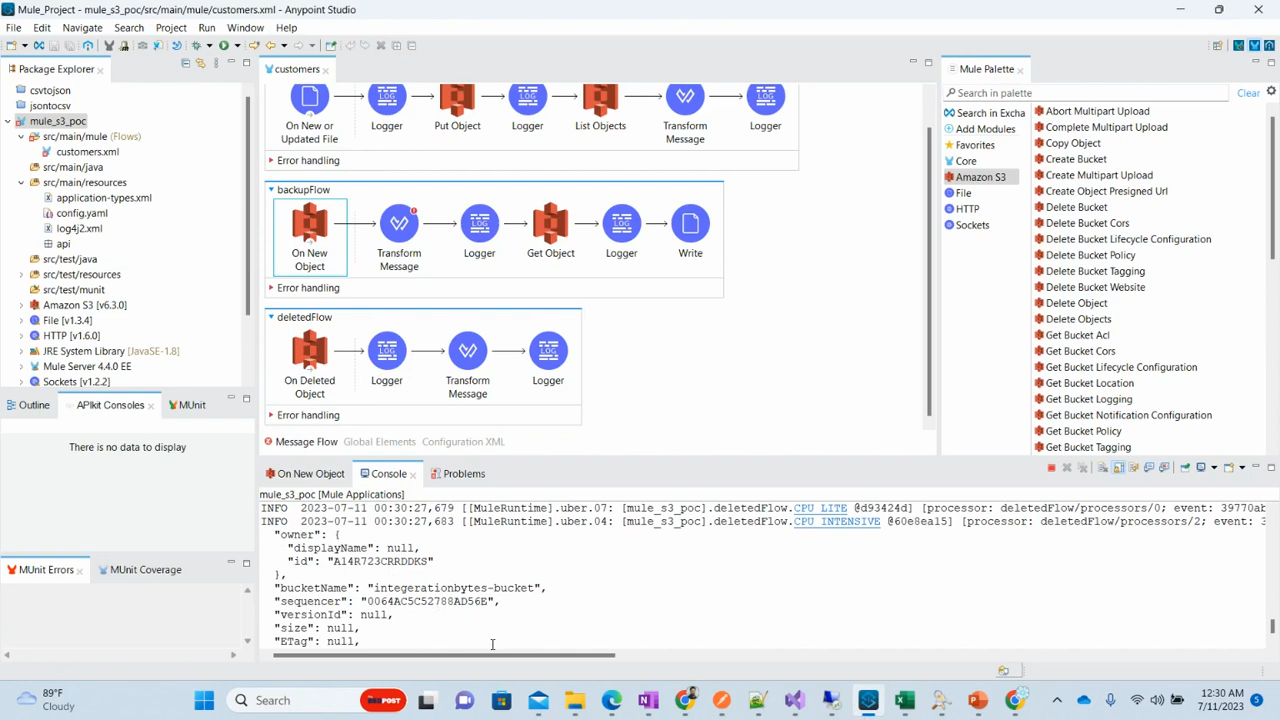 Mule_Project - mule_s3_poc/src/main/mule/customers.xml - Anypoint Studio
File Edit Navigate Search Project Run Window Help
Package Explorer
csvtojson
jsontocsv
mule_s3_poc
src/main/mule (Flows)
customers.xml
src/main/java
src/main/resources
application-types.xml
config.yaml
log4j2.xml
api
src/test/java
src/test/resources
src/test/munit
Amazon S3 [v6.3.0]
File [v1.3.4]
HTTP [v1.6.0]
JRE System Library [JavaSE-1.8]
Mule Server 4.4.0 EE
Sockets [v1.2.2]
Outline APIkit Consoles MUnit
There is no data to display
MUnit Errors MUnit Coverage
customers
LOG LOG LOG
On New or Updated File Logger Put Object Logger List Objects Transform Message Logger
Error handling
backupFlow
LOG LOG
On New Object Transform Message Logger Get Object Logger Write
Error handling
deletedFlow
LOG LOG
On Deleted Object Logger Transform Message Logger
Error handling
Message Flow Global Elements Configuration XML
On New Object Console Problems
mule_s3_poc [Mule Applications]
INFO 2023-07-11 00:30:27,679 [[MuleRuntime].uber.07: [mule_s3_poc].deletedFlow.CPU_LITE @d93424d] [processor: deletedFlow/processors/0; event: 39770a
INFO 2023-07-11 00:30:27,683 [[MuleRuntime].uber.04: [mule_s3_poc].deletedFlow.CPU_INTENSIVE @60e8ea15] [processor: deletedFlow/processors/2; event: 3
"owner": {
"displayName": null,
"id": "A14R723CRRDDKS"
},
"bucketName": "integerationbytes-bucket",
"sequencer": "0064AC5C52788AD56E",
"versionId": null,
"size": null,
"ETag": null,
Mule Palette
Search in palette Clear
Search in Excha
Add Modules
Favorites
Core
Amazon S3
File
HTTP
Sockets
Abort Multipart Upload
Complete Multipart Upload
Copy Object
Create Bucket
Create Multipart Upload
Create Object Presigned Url
Delete Bucket
Delete Bucket Cors
Delete Bucket Lifecycle Configuration
Delete Bucket Policy
Delete Bucket Tagging
Delete Bucket Website
Delete Object
Delete Objects
Get Bucket Acl
Get Bucket Cors
Get Bucket Lifecycle Configuration
Get Bucket Location
Get Bucket Logging
Get Bucket Notification Configuration
Get Bucket Policy
Get Bucket Tagging
89°F
Cloudy
Search
12:30 AM
7/11/2023
5